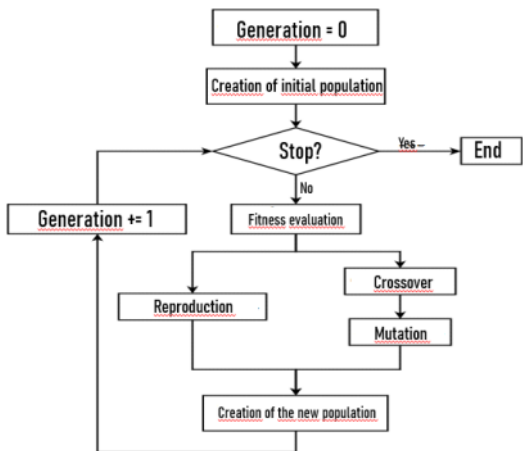 Generation = 0
Creation of initial population
Stop?
Yes
End
No
Generation += 1
Fitness evaluation
Crossover
Reproduction
Mutation
Creation of the new population